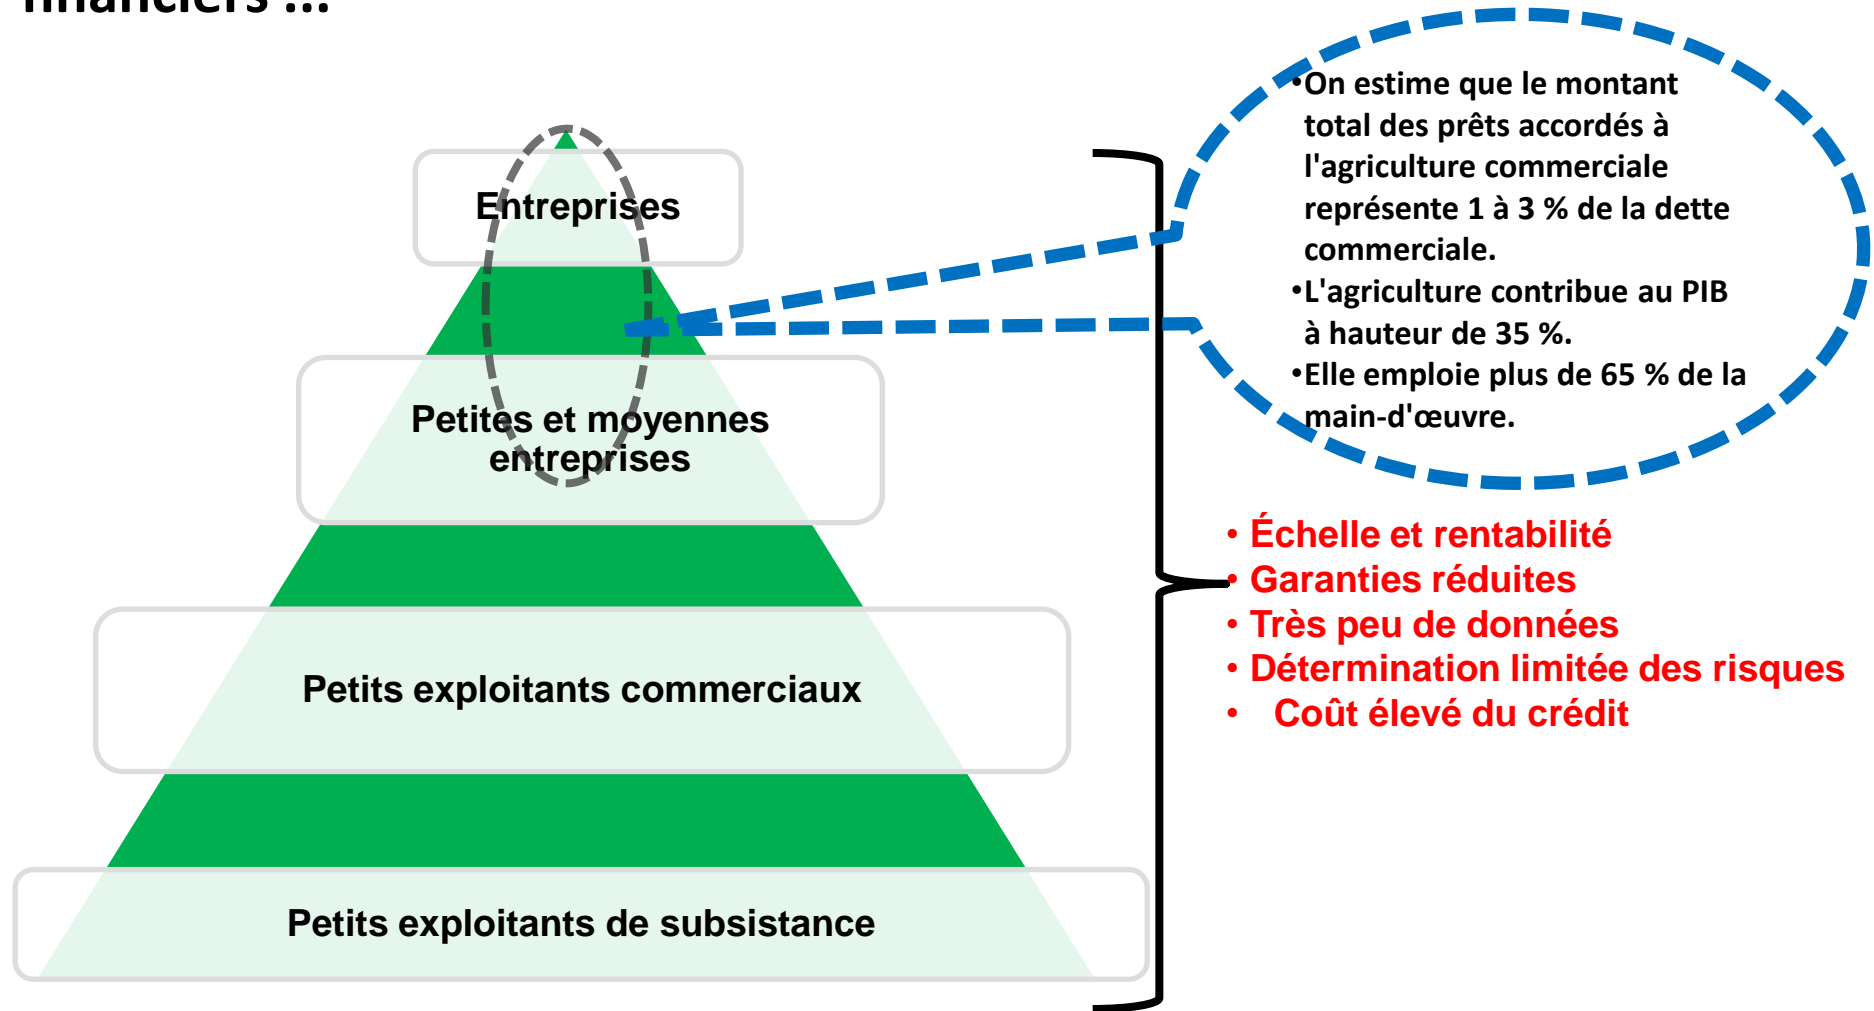 financiers ...
Entreprises
Petites et moyennes
entreprises
Petits exploitants commerciaux
Petits exploitants de subsistance
•On estime que le montant
total des prêts accordés à
l'agriculture commerciale
représente 1 à 3 % de la dette
commerciale.
•L'agriculture contribue au PIB
à hauteur de 35 %.
•Elle emploie plus de 65 % de la
main-d'œuvre.
• Échelle et rentabilité
• Garanties réduites
• Très peu de données
• Détermination limitée des risques
• Coût élevé du crédit